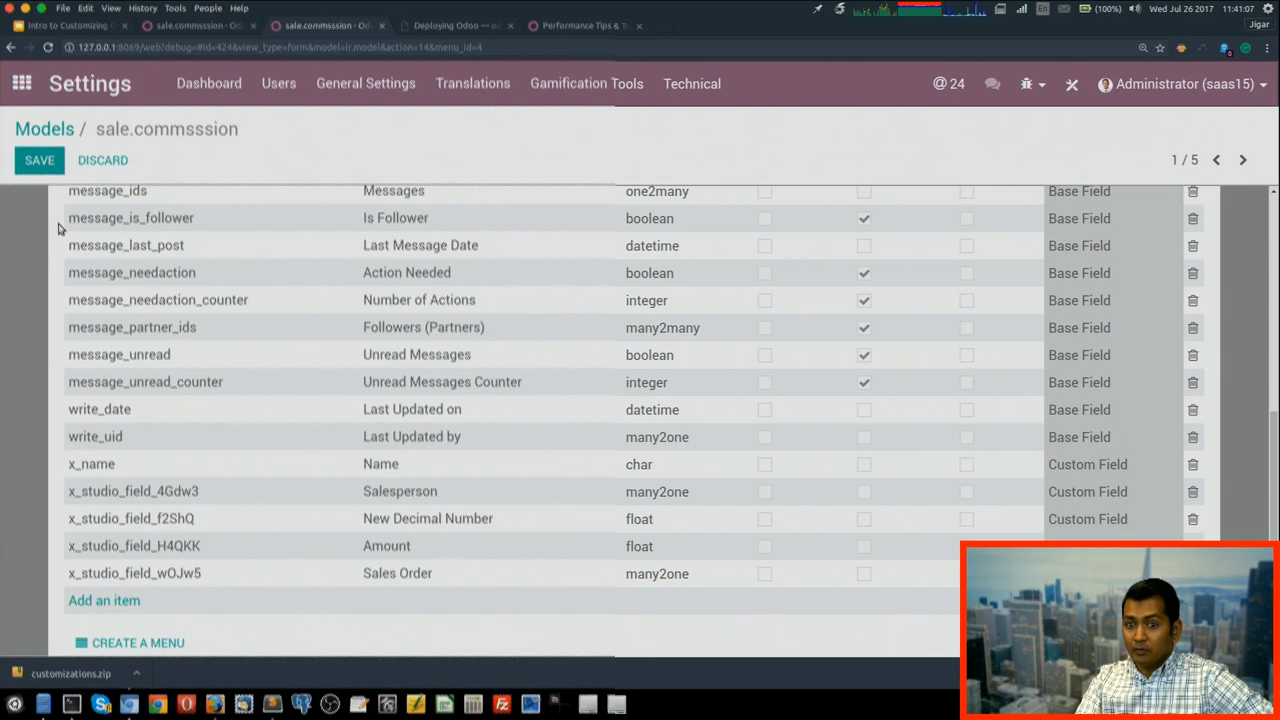 File Edit View History Tools People Help
(100%) Wed Jul 26 2017 11:41:07
Intro to Customizing
sale.commsssion - Od
sale.commsssion - Od
Deploying Odoo — o
Performance Tips & T
Jigar
127.0.0.1:8069/web?debug=#id=424&view_type=form&model=ir.model&action=14&menu_id=4
Settings Dashboard Users General Settings Translations Gamification Tools Technical @ 24 Administrator (saas15)
Models / sale.commsssion
SAVE DISCARD 1 / 5
message_ids Messages one2many Base Field
message_is_follower Is Follower boolean Base Field
message_last_post Last Message Date datetime Base Field
message_needaction Action Needed boolean Base Field
message_needaction_counter Number of Actions integer Base Field
message_partner_ids Followers (Partners) many2many Base Field
message_unread Unread Messages boolean Base Field
message_unread_counter Unread Messages Counter integer Base Field
write_date Last Updated on datetime Base Field
write_uid Last Updated by many2one Base Field
x_name Name char Custom Field
x_studio_field_4Gdw3 Salesperson many2one Custom Field
x_studio_field_f2ShQ New Decimal Number float Custom Field
x_studio_field_H4QKK Amount float
x_studio_field_wOJw5 Sales Order many2one
Add an item
CREATE A MENU
customizations.zip